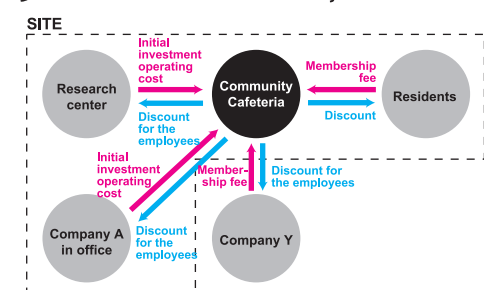 SITE
Initial
investment
operating
cost
Research
center
Discount
for the
employees
Community
Cafeteria
Membership
fee
Discount
Residents
Initial
investment
operating
cost
Member-
ship fee
Discount for
the employees
Company A
in office
Discount
for the
employees
Company Y